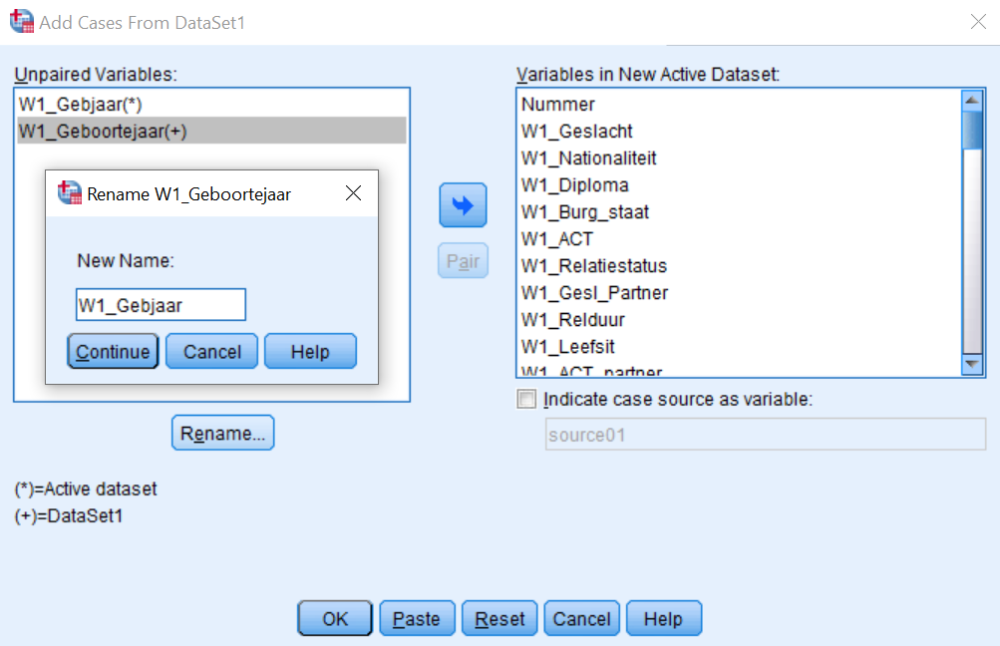 Add Cases From DataSet1
Unpaired Variables:
W1_Gebjaar(*)
W1_Geboortejaar(+)
Rename W1_Geboortejaar
New Name:
W1_Gebjaar
Continue Cancel Help
Rename...
(*)=Active dataset
(+)=DataSet1
Pair
Variables in New Active Dataset:
Nummer
W1_Geslacht
W1_Nationaliteit
W1_Diploma
W1_Burg_staat
W1_ACT
W1_Relatiestatus
W1_Gesl_Partner
W1_Relduur
W1_Leefsit
W1_ACT_partner
Indicate case source as variable:
source01
OK Paste Reset Cancel Help